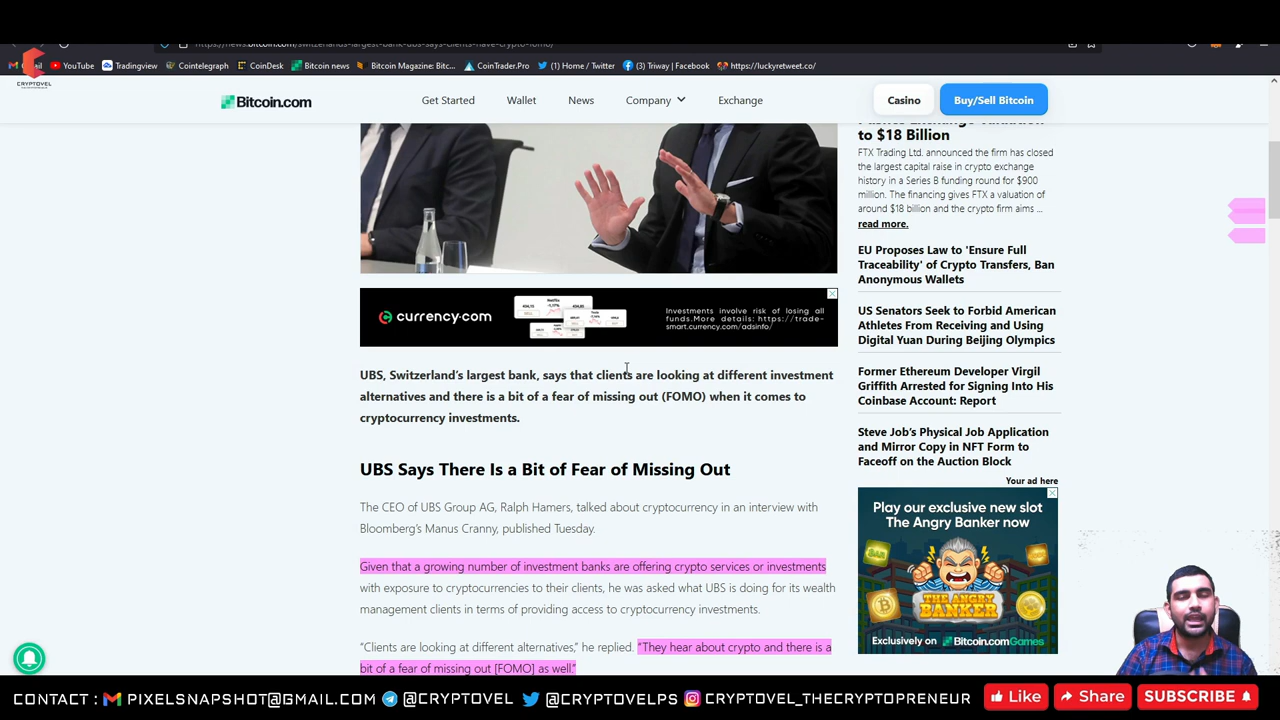 https://news.bitcoin.com/switzerlands-largest-bank-ubs-says-clients-have-crypto-fomo/
CRYPTOVEL
YouTube
Tradingview
Cointelegraph
CoinDesk
Bitcoin news
Bitcoin Magazine: Bitc...
CoinTrader.Pro
(1) Home / Twitter
(3) Triway | Facebook
https://luckyretweet.co/
Bitcoin.com
Get Started
Wallet
News
Company
Exchange
Casino
Buy/Sell Bitcoin
to $18 Billion
FTX Trading Ltd. announced the firm has closed
the largest capital raise in crypto exchange
history in a Series B funding round for $900
million. The financing gives FTX a valuation of
around $18 billion and the crypto firm aims ...
read more.
EU Proposes Law to 'Ensure Full
Traceability' of Crypto Transfers, Ban
Anonymous Wallets
US Senators Seek to Forbid American
Athletes From Receiving and Using
Digital Yuan During Beijing Olympics
Former Ethereum Developer Virgil
Griffith Arrested for Signing Into His
Coinbase Account: Report
Steve Job's Physical Job Application
and Mirror Copy in NFT Form to
Faceoff on the Auction Block
Your ad here
Play our exclusive new slot
The Angry Banker now
THE ANGRY
BANKER
Exclusively on Bitcoin.comGames
currency.com
Investments involve risk of losing all
funds.More details: https://trade-
smart.currency.com/adsinfo/
UBS, Switzerland's largest bank, says that clients are looking at different investment
alternatives and there is a bit of a fear of missing out (FOMO) when it comes to
cryptocurrency investments.
UBS Says There Is a Bit of Fear of Missing Out
The CEO of UBS Group AG, Ralph Hamers, talked about cryptocurrency in an interview with
Bloomberg's Manus Cranny, published Tuesday.
Given that a growing number of investment banks are offering crypto services or investments
with exposure to cryptocurrencies to their clients, he was asked what UBS is doing for its wealth
management clients in terms of providing access to cryptocurrency investments.
“Clients are looking at different alternatives,” he replied. “They hear about crypto and there is a
bit of a fear of missing out [FOMO] as well.”
CONTACT : PIXELSNAPSHOT@GMAIL.COM @CRYPTOVEL @CRYPTOVELPS CRYPTOVEL_THECRYPTOPRENEUR
Like
Share
SUBSCRIBE